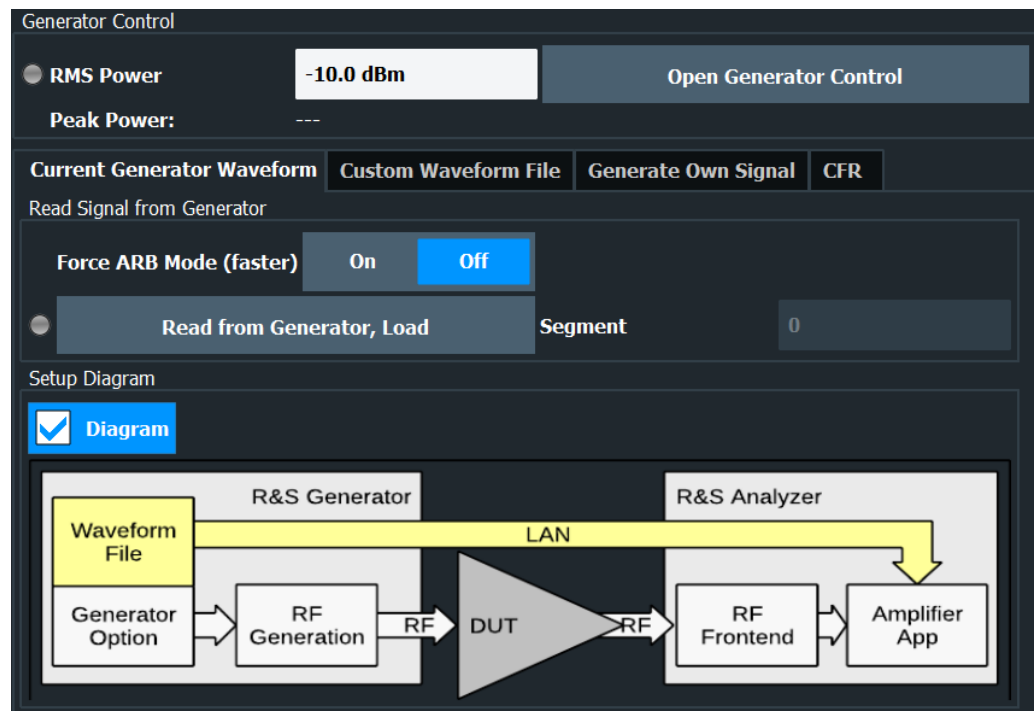 Generator Control
RMS Power -10.0 dBm Open Generator Control
Peak Power: ---
Current Generator Waveform Custom Waveform File Generate Own Signal CFR
Read Signal from Generator
Force ARB Mode (faster) On Off
Read from Generator, Load Segment 0
Setup Diagram
Diagram
R&S Generator R&S Analyzer
Waveform
File
LAN
Generator
Option
RF
Generation
RF
DUT
RF
RF
Frontend
Amplifier
App